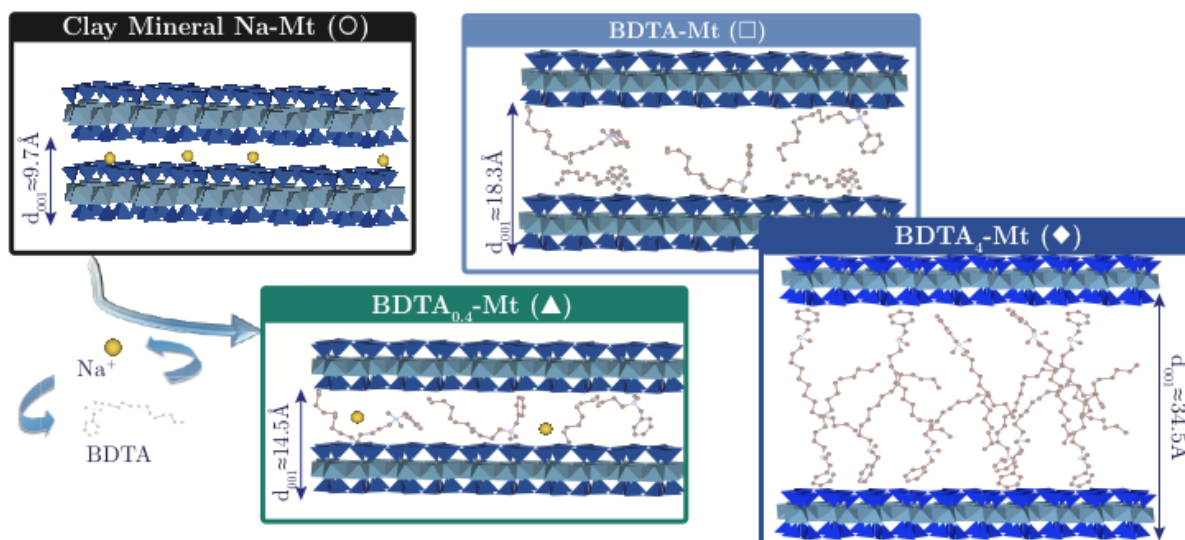 Clay Mineral Na-Mt (○)
d₀₀₁≈9.7Å
BDTA-Mt (□)
d₀₀₁≈18.3Å
BDTA₄-Mt (◆)
d₀₀₁≈34.5Å
BDTA₀.₄-Mt (▲)
d₀₀₁≈14.5Å
Na⁺
BDTA